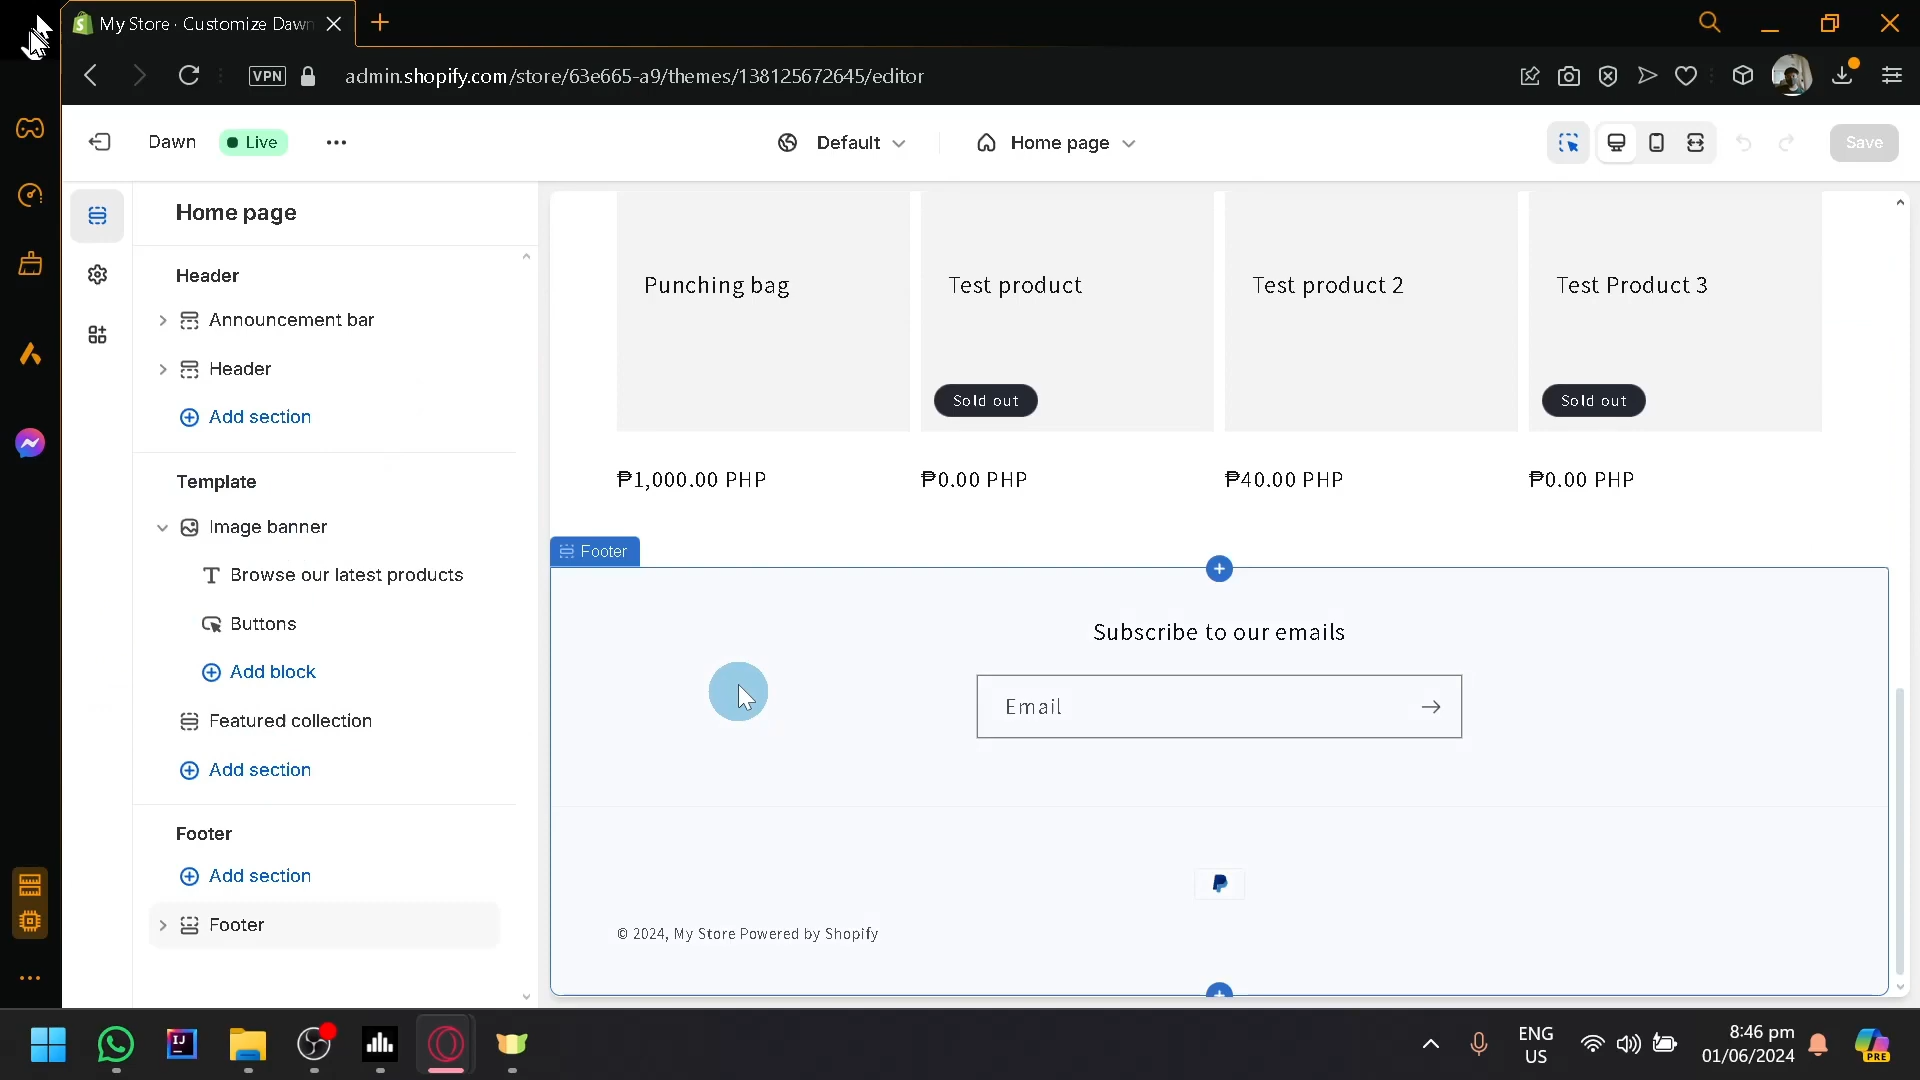 My Store · Customize Dawn
VPN
admin.shopify.com/store/63e665-a9/themes/138125672645/editor
Dawn
Live
Default
Home page
Save
Home page
Header
Announcement bar
Header
Add section
Template
Image banner
Browse our latest products
Buttons
Add block
Featured collection
Add section
Footer
Add section
Footer
Punching bag
Test product
Test product 2
Test Product 3
Sold out
Sold out
₱1,000.00 PHP
₱0.00 PHP
₱40.00 PHP
₱0.00 PHP
Footer
Subscribe to our emails
Email
© 2024, My Store Powered by Shopify
IJ
ENG
US
8:46 pm
01/06/2024
PRE